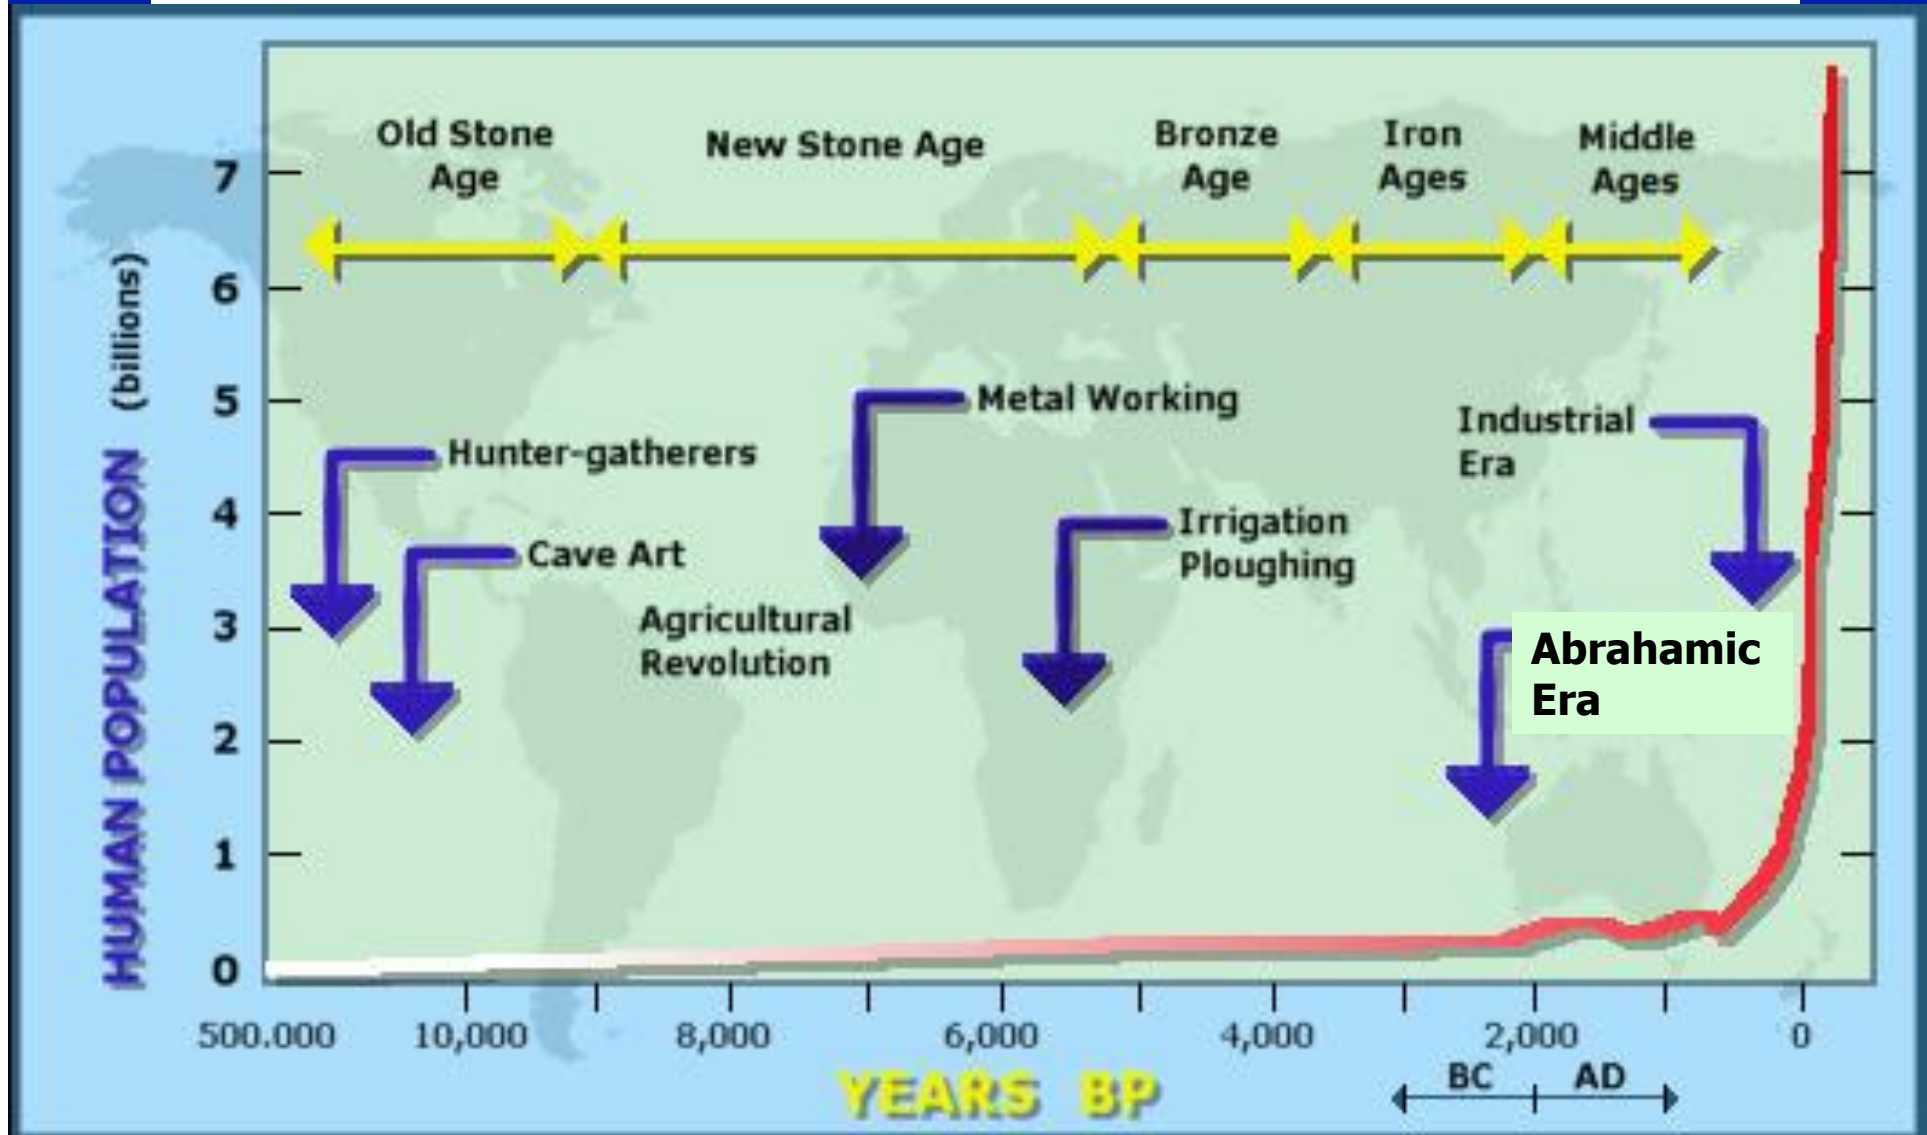 Old Stone
Age
New Stone Age
Bronze
Age
Iron
Ages
Middle
Ages
HUMAN POPULATION (billions)
7
6
5
4
3
2
1
0
Hunter-gatherers
Cave Art
Agricultural
Revolution
Metal Working
Irrigation
Ploughing
Industrial
Era
Abrahamic
Era
500.000 10,000 8,000 6,000 4,000 2,000 0
BC AD
YEARS BP